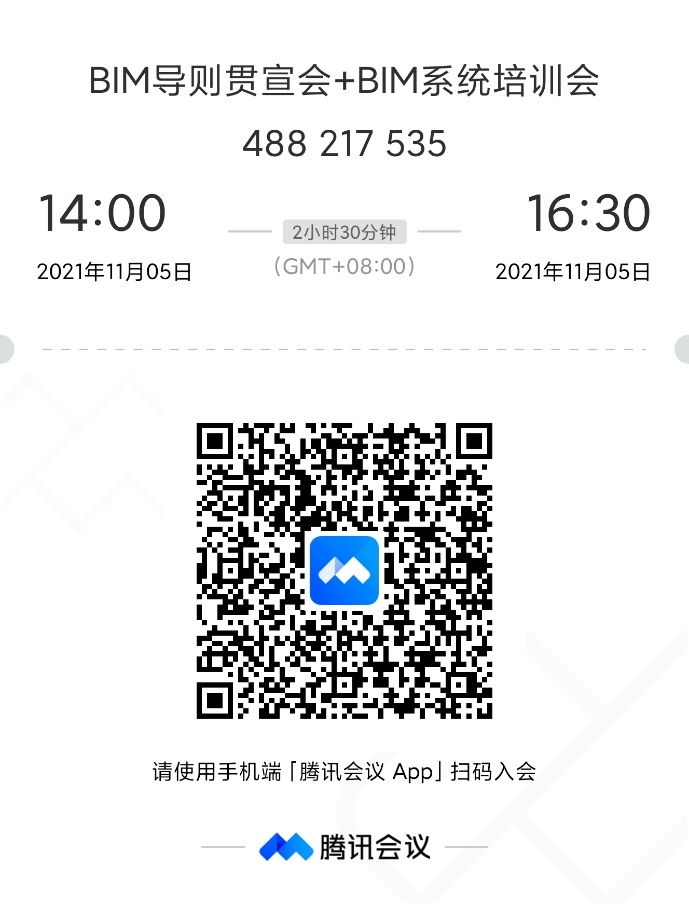 BIM导则贯宣会+BIM系统培训会
488 217 535
14:00
2小时30分钟
16:30
2021年11月05日
(GMT+08:00)
2021年11月05日
请使用手机端「腾讯会议 App」扫码入会
腾讯会议